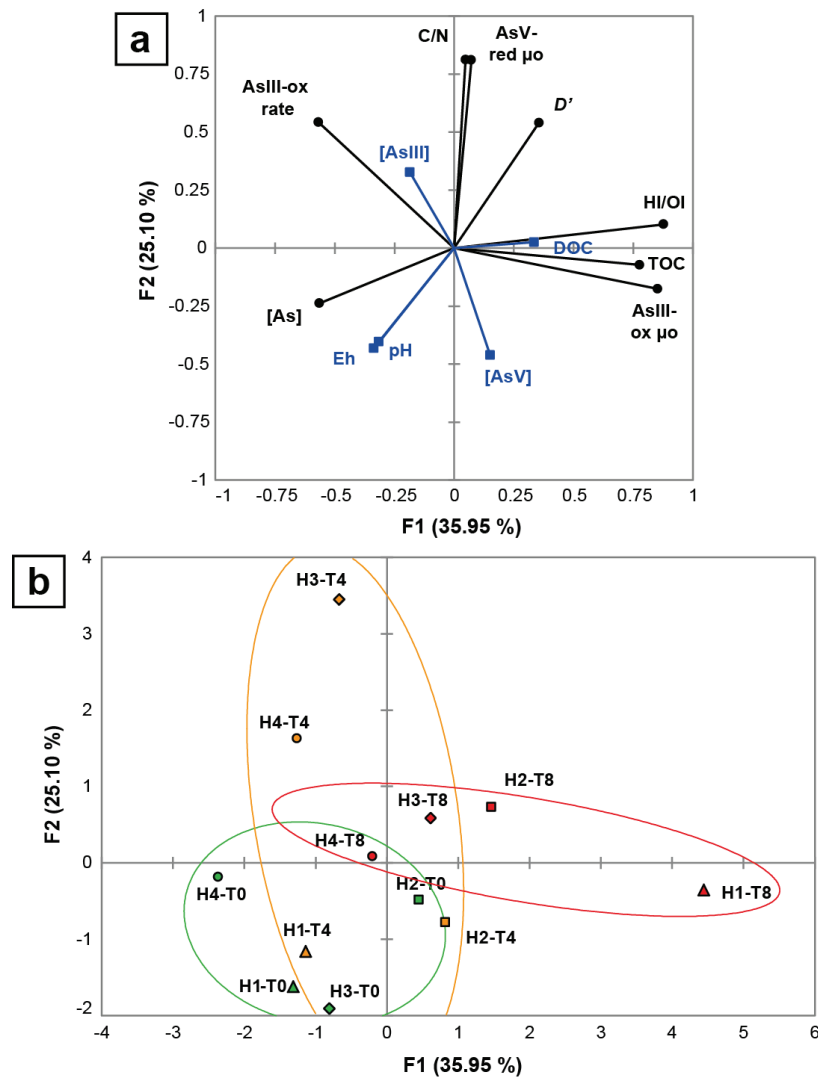 a
C/N
AsV-
red μo
AsIII-ox
rate
D’
[AsIII]
HI/OI
DOC
TOC
AsIII-
ox μo
[As]
Eh
pH
[AsV]
1
0.75
0.5
0.25
0
-0.25
-0.5
-0.75
-1
F2 (25.10 %)
-1
-0.75
-0.5
-0.25
0
0.25
0.5
0.75
1
F1 (35.95 %)
b
H3-T4
H4-T4
H2-T8
H3-T8
H4-T8
H2-T0
H1-T8
H4-T0
H1-T4
H2-T4
H1-T0
H3-T0
4
3
2
1
0
-1
-2
F2 (25.10 %)
-4
-3
-2
-1
0
1
2
3
4
5
6
F1 (35.95 %)